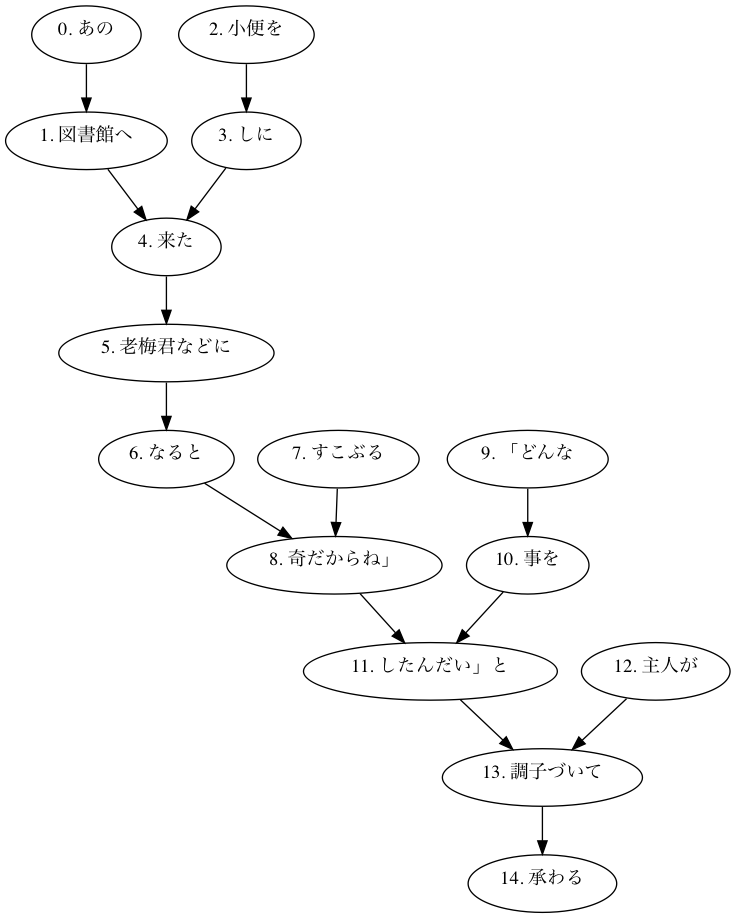 0. あの
2. 小便を
1. 図書館へ
3. しに
4. 来た
5. 老梅君などに
6. なると
7. すこぶる
9. 「どんな
8. 奇だからね」
10. 事を
11. したんだい」と
12. 主人が
13. 調子づいて
14. 承わる